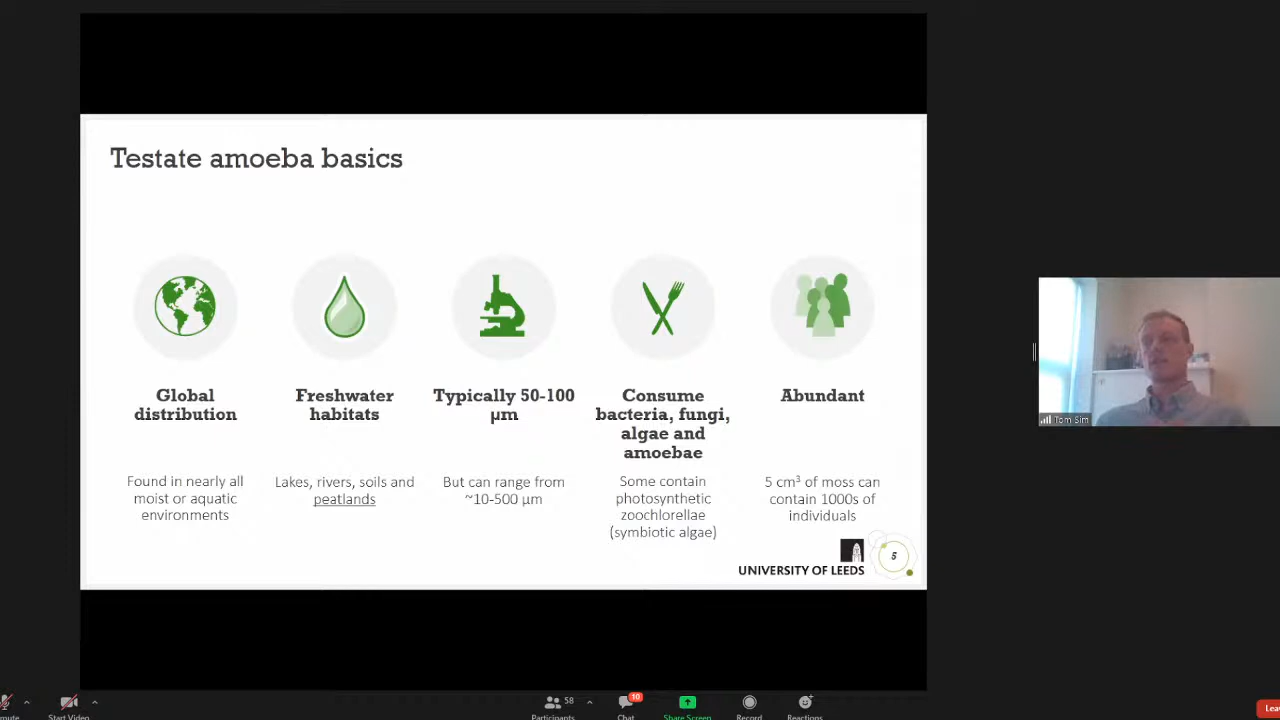 Testate amoeba basics
Global
distribution
Found in nearly all
moist or aquatic
environments
Freshwater
habitats
Lakes, rivers, soils and
peatlands
Typically 50-100
µm
But can range from
~10-500 µm
Consume
bacteria, fungi,
algae and
amoebae
Some contain
photosynthetic
zoochlorellae
(symbiotic algae)
Abundant
5 cm³ of moss can
contain 1000s of
individuals
UNIVERSITY OF LEEDS
5
Tom Sim
Start Video
58
Participants
10
Chat
Share Screen
Record
Reactions